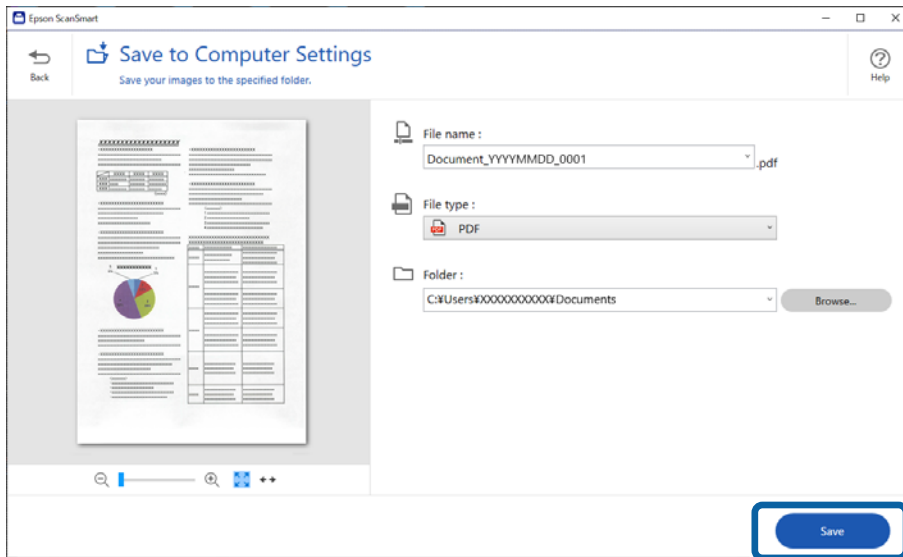 Epson ScanSmart
Back
Save to Computer Settings
Save your images to the specified folder.
Help
File name :
Document_YYYYMMDD_0001
.pdf
File type :
PDF
Folder :
C:¥Users¥XXXXXXXXXXX¥Documents
Browse...
Save